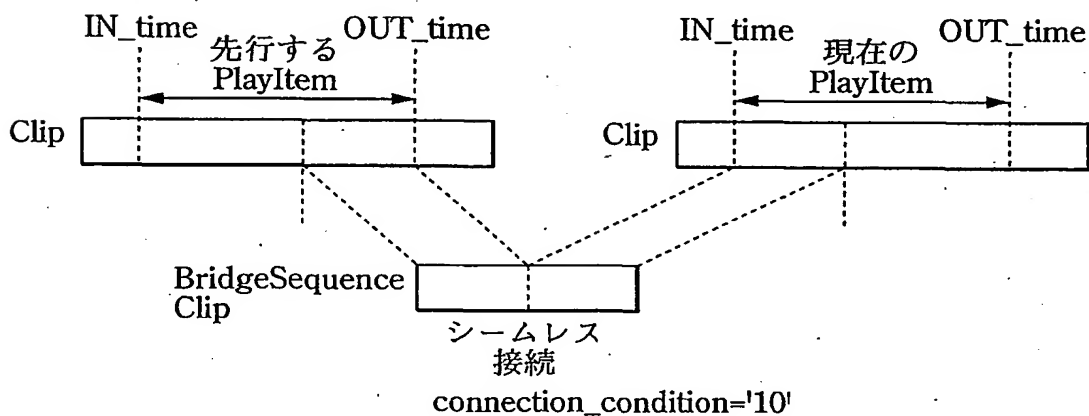 IN_time
先行する
PlayItem
OUT_time
IN_time
現在の
PlayItem
OUT_time
Clip
Clip
BridgeSequence
Clip
シームレス
接続
connection_condition='10'